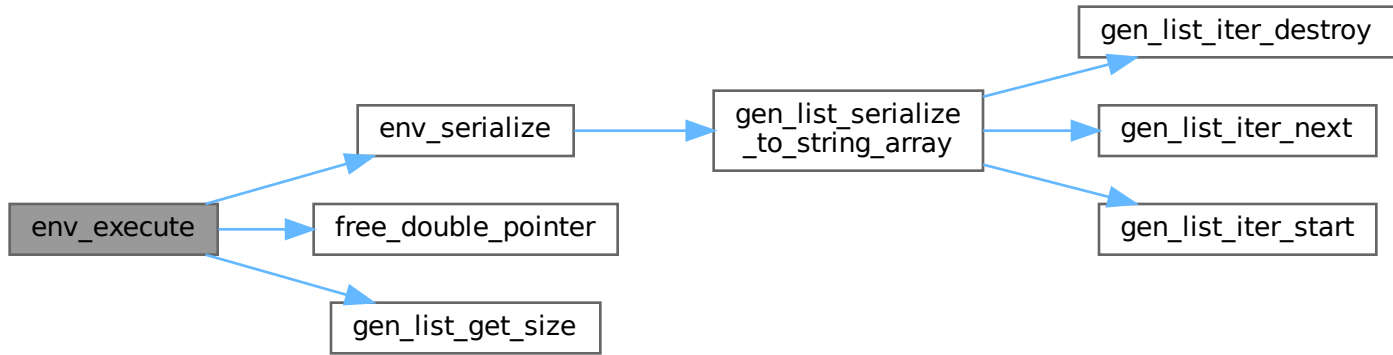 env_execute
env_serialize
free_double_pointer
gen_list_get_size
gen_list_serialize
_to_string_array
gen_list_iter_destroy
gen_list_iter_next
gen_list_iter_start